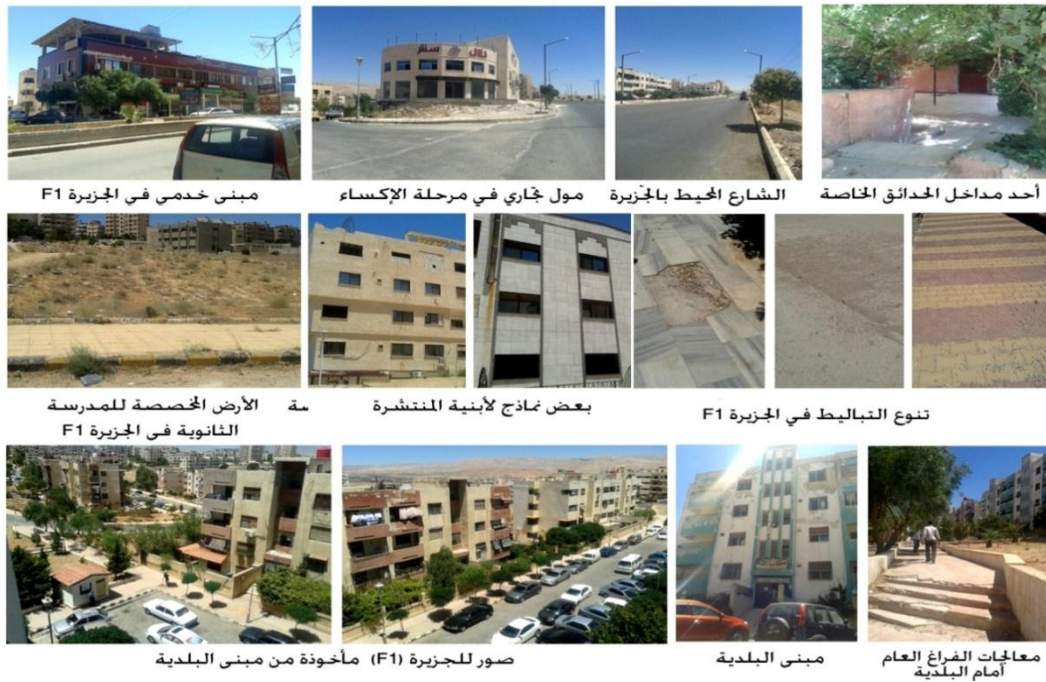 أحد مداخل الحدائق الخاصة
الشارع المحيط بالجزيرة
مول تجاري في مرحلة الإكساء
مبنى خدمي في الجزيرة F1
تنوع التباليط في الجزيرة F1
بعض نماذج لأبنية المنتشرة
سة
الأرض المخصصة للمدرسة
الثانوية في الجزيرة F1
معالجات الفراغ العام
أمام البلدية
مبنى البلدية
صور للجزيرة (F1) مأخوذة من مبنى البلدية